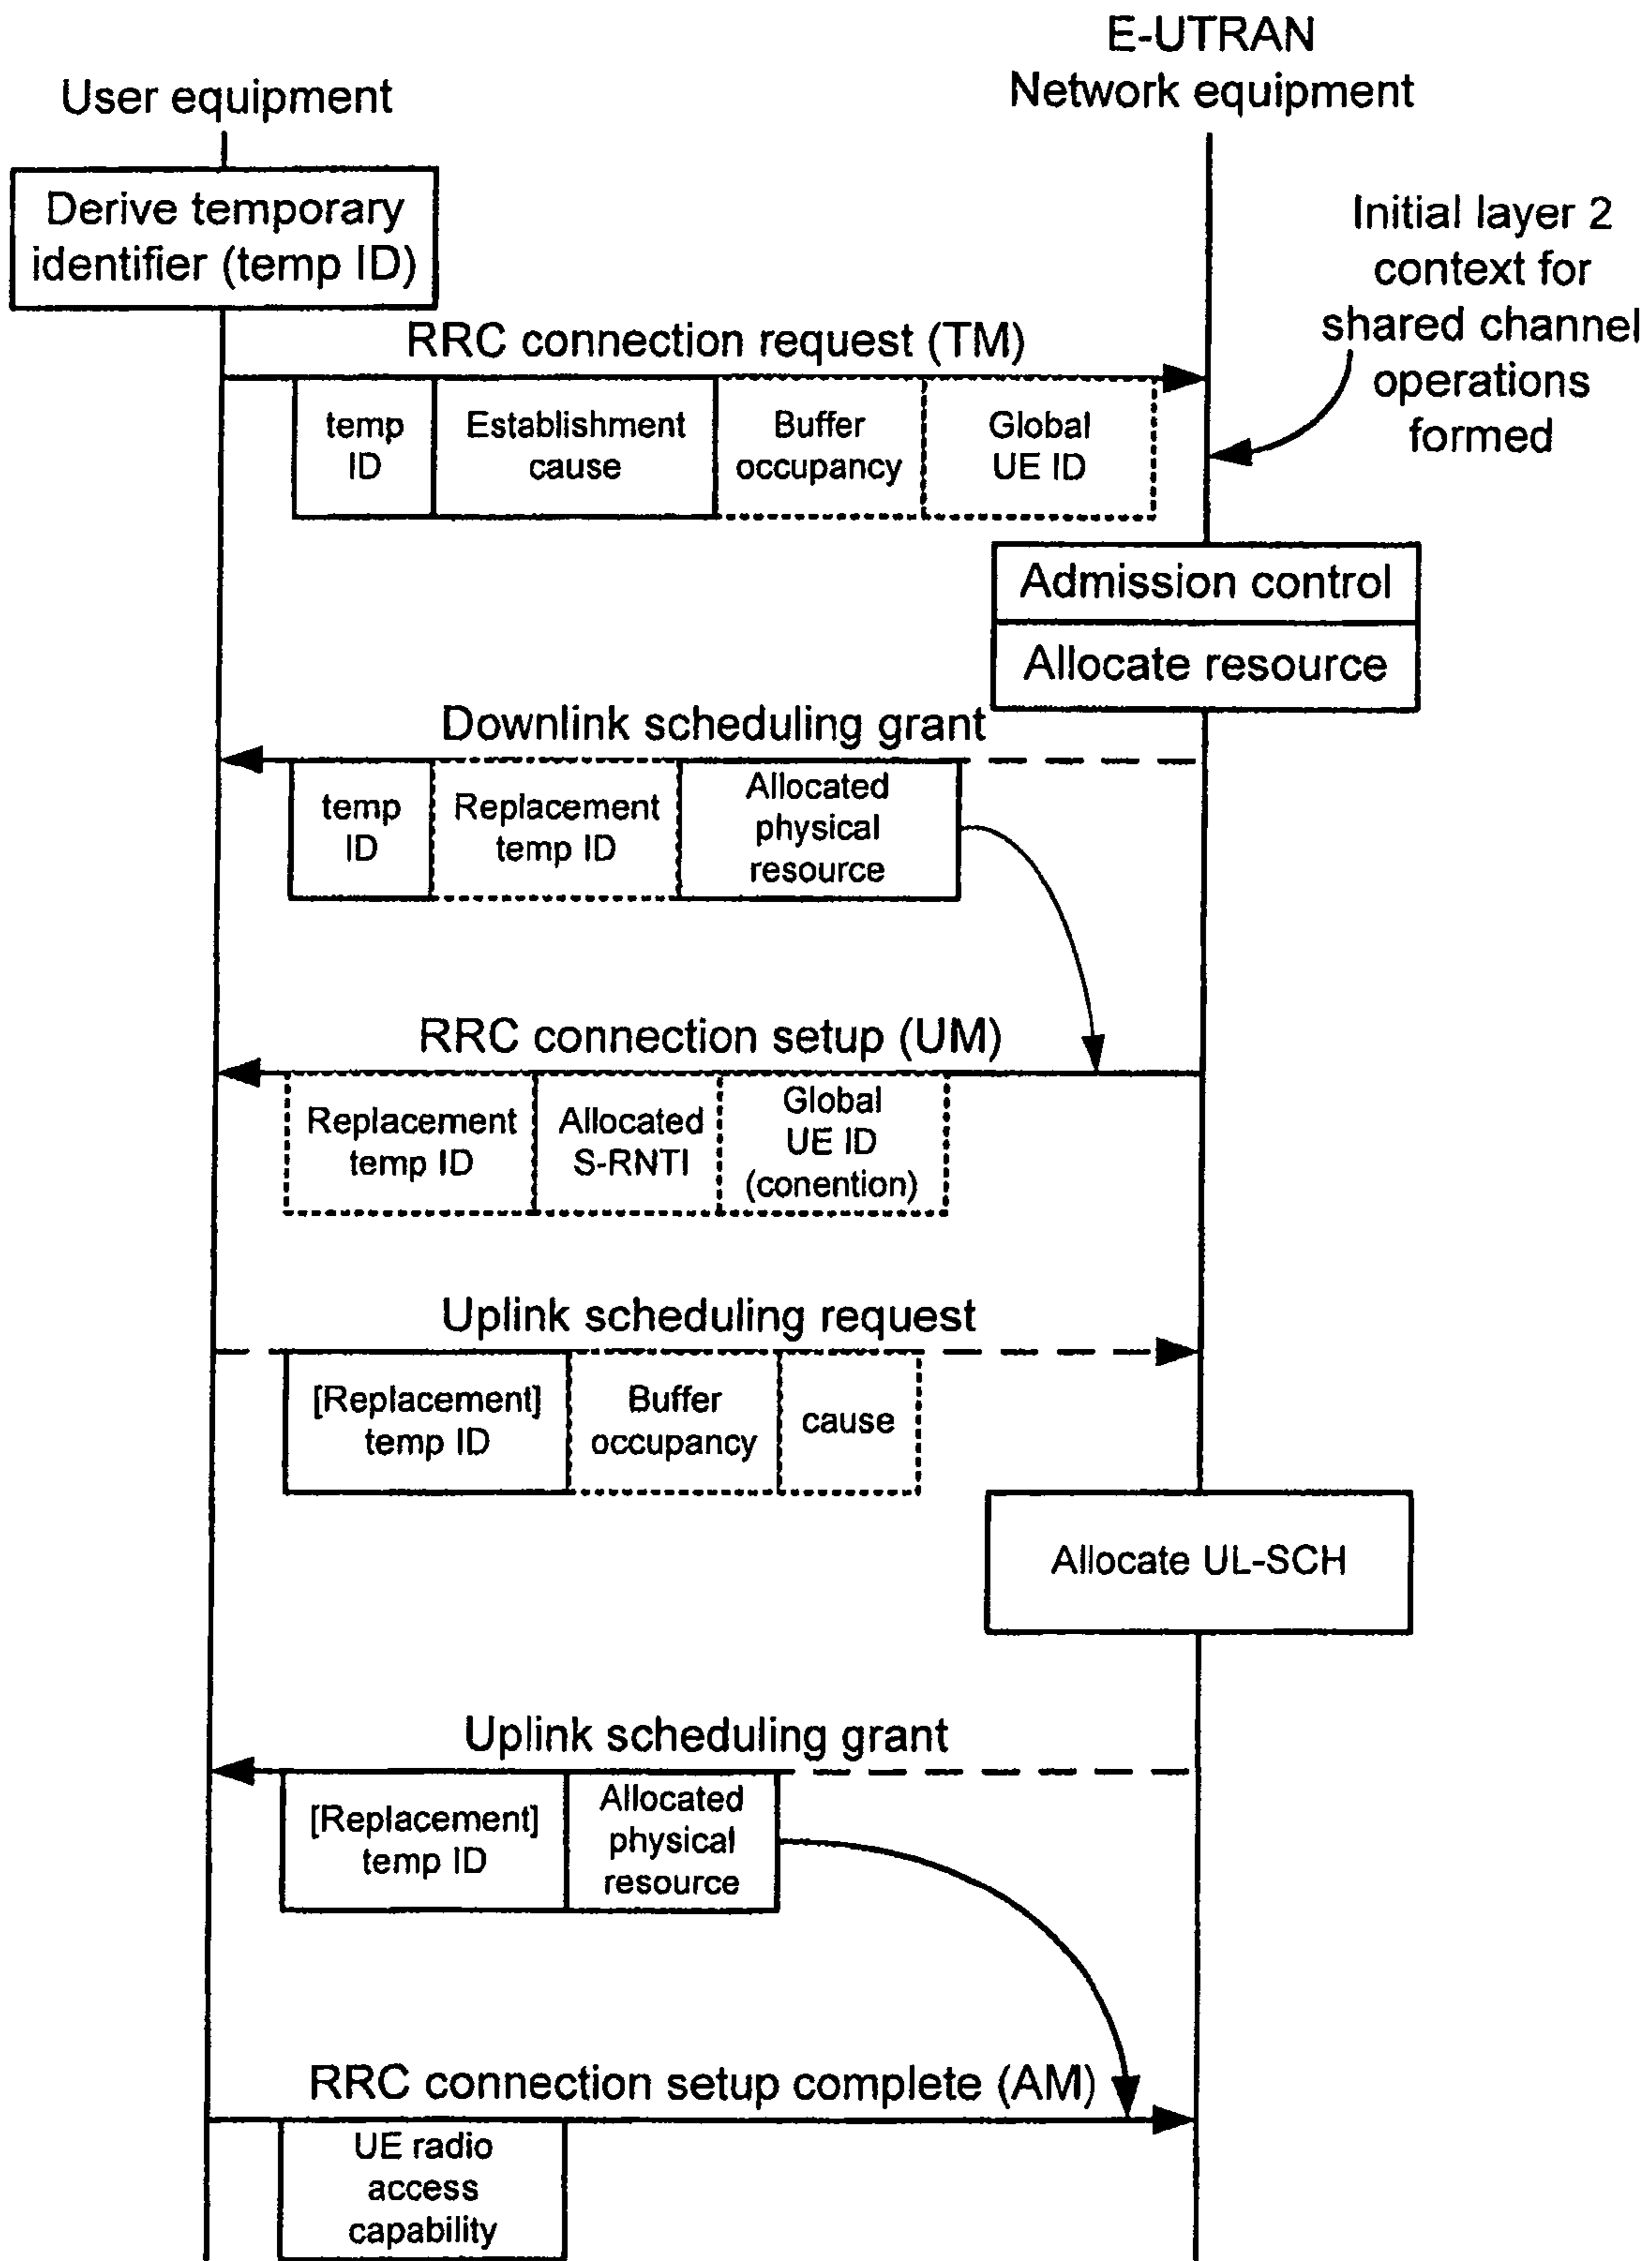 E-UTRAN
Network equipment
User equipment
Derive temporary
identifier (temp ID)
Initial layer 2
context for
shared channel
operations
formed
RRC connection request (TM)
temp
ID
Establishment
cause
Buffer
occupancy
Global
UE ID
Admission control
Allocate resource
Downlink scheduling grant
temp
ID
Replacement
temp ID
Allocated
physical
resource
RRC connection setup (UM)
Replacement
temp ID
Allocated
S-RNTI
Global
UE ID
(conention)
Uplink scheduling request
[Replacement]
temp ID
Buffer
occupancy
cause
Allocate UL-SCH
Uplink scheduling grant
[Replacement]
temp ID
Allocated
physical
resource
RRC connection setup complete (AM)
UE radio
access
capability